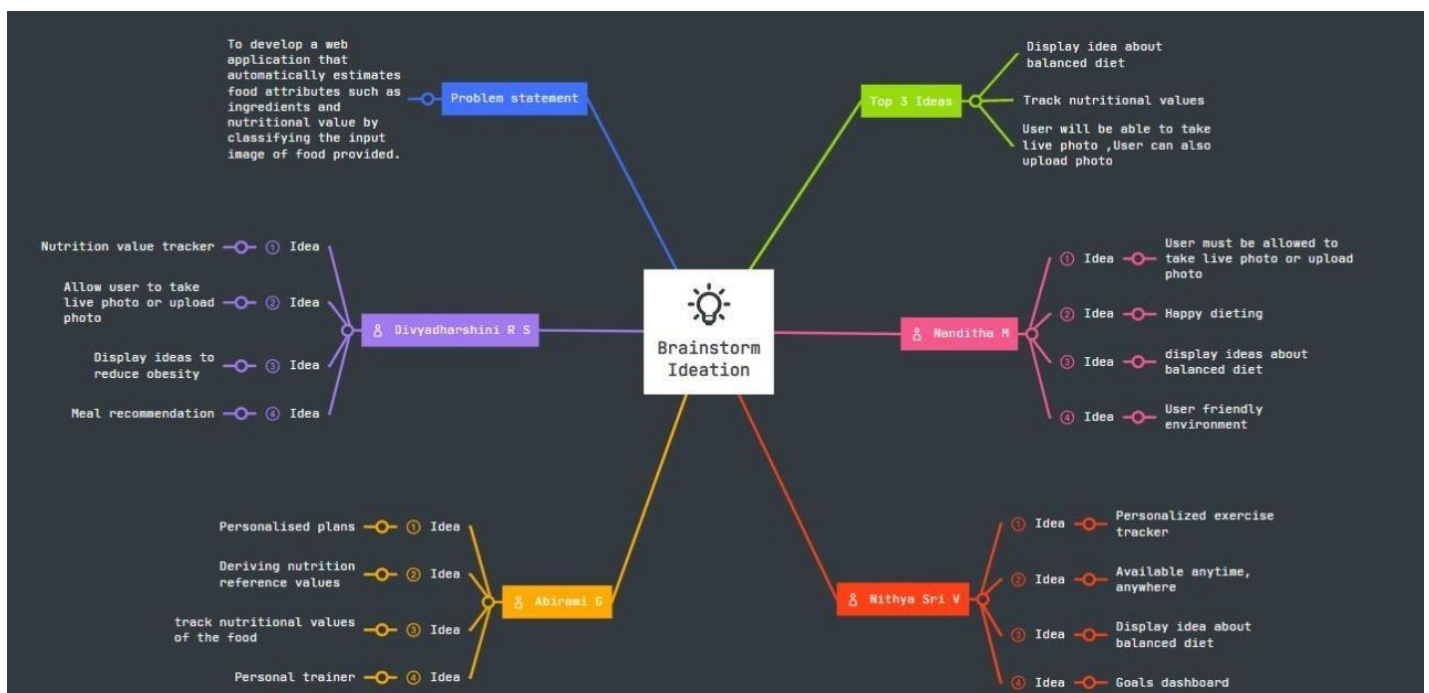 To develop a web
application that
automatically estimates
food attributes such as
ingredients and
nutritional value by
classifying the input
image of food provided.
Problem statement
Top 3 Ideas
Display idea about
balanced diet
Track nutritional values
User will be able to take
live photo ,User can also
upload photo
Brainstorm
Ideation
Divyadharshini R S
1 Idea
Nutrition value tracker
2 Idea
Allow user to take
live photo or upload
photo
3 Idea
Display ideas to
reduce obesity
4 Idea
Meal recommendation
Nanditha M
1 Idea
User must be allowed to
take live photo or upload
photo
2 Idea
Happy dieting
3 Idea
display ideas about
balanced diet
4 Idea
User friendly
environment
Abirami G
1 Idea
Personalised plans
2 Idea
Deriving nutrition
reference values
3 Idea
track nutritional values
of the food
4 Idea
Personal trainer
Nithya Sri V
1 Idea
Personalized exercise
tracker
2 Idea
Available anytime,
anywhere
3 Idea
Display idea about
balanced diet
4 Idea
Goals dashboard